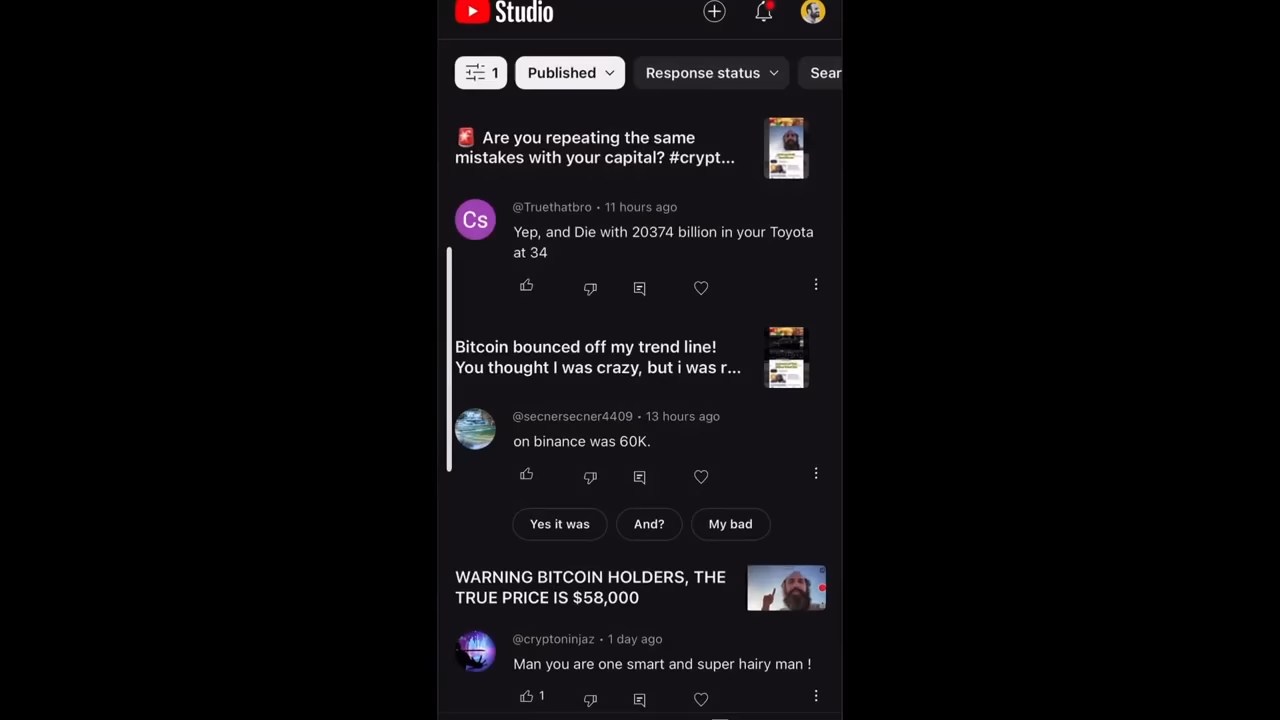 Studio
1
Published
Response status
Sear
Are you repeating the same
mistakes with your capital? #crypt...
Cs
@Truethatbro • 11 hours ago
Yep, and Die with 20374 billion in your Toyota
at 34
Bitcoin bounced off my trend line!
You thought I was crazy, but i was r...
@secnersecner4409 • 13 hours ago
on binance was 60K.
Yes it was
And?
My bad
WARNING BITCOIN HOLDERS, THE
TRUE PRICE IS $58,000
@cryptoninjaz • 1 day ago
Man you are one smart and super hairy man !
1